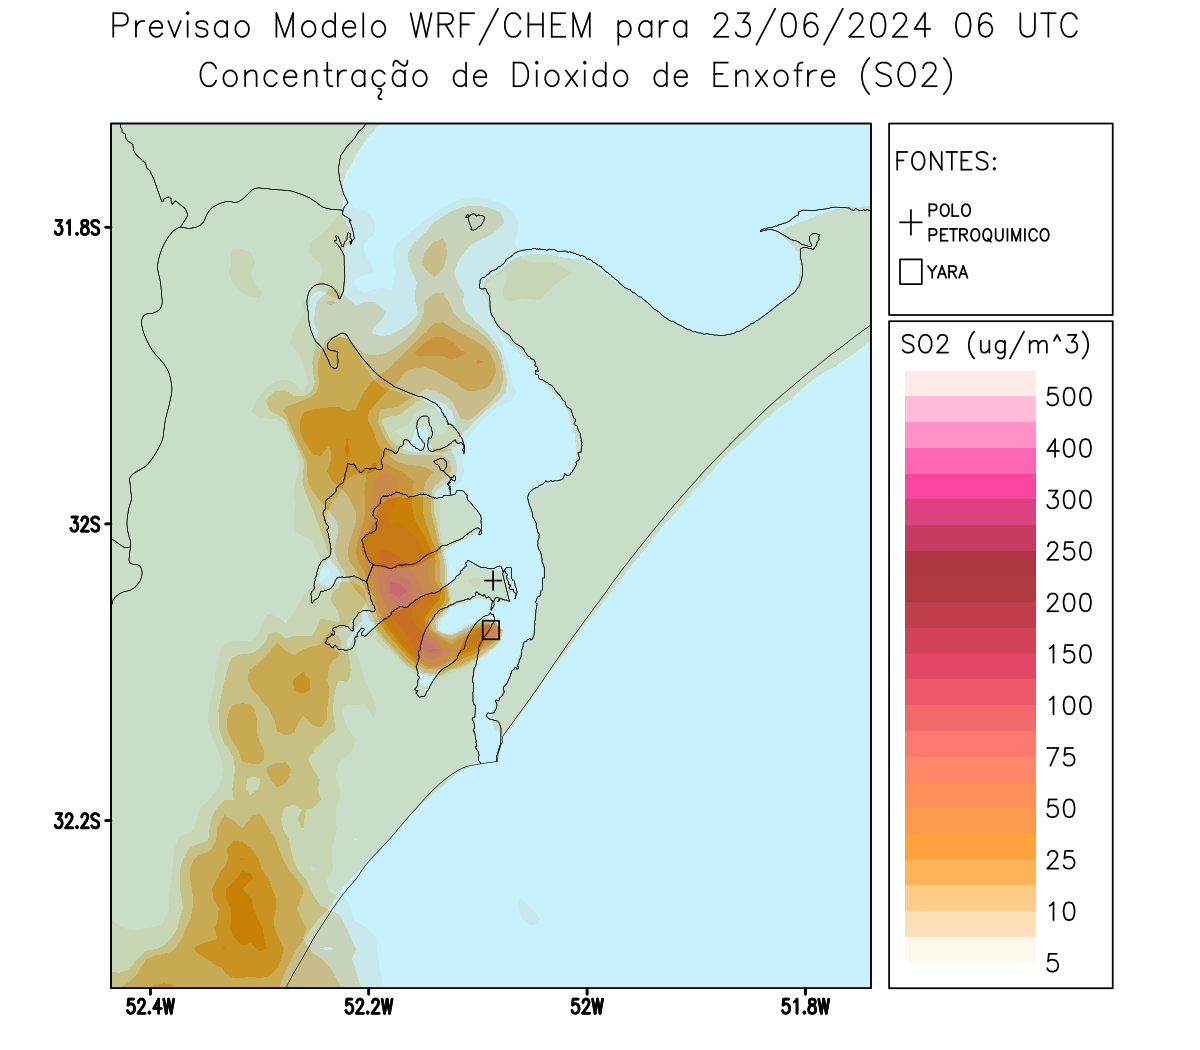 Previsao Modelo WRF/CHEM para 23/06/2024 06 UTC
Concentração de Dioxido de Enxofre (SO2)
FONTES:
POLO
PETROQUIMICO
YARA
SO2 (ug/m^3)
500
400
300
250
200
150
100
75
50
25
10
5
31.8S
32S
32.2S
52.4W
52.2W
52W
51.8W